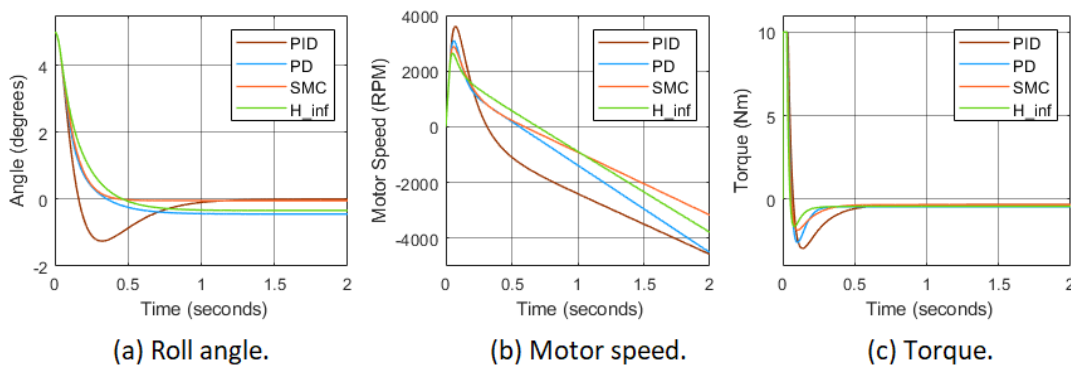 PID
PD
SMC
H_inf
Angle (degrees)
4
2
0
-2
0
0.5
1
1.5
2
Time (seconds)
(a) Roll angle.
PID
PD
SMC
H_inf
Motor Speed (RPM)
4000
2000
0
-2000
-4000
0
0.5
1
1.5
2
Time (seconds)
(b) Motor speed.
PID
PD
SMC
H_inf
Torque (Nm)
10
5
0
0
0.5
1
1.5
2
Time (seconds)
(c) Torque.